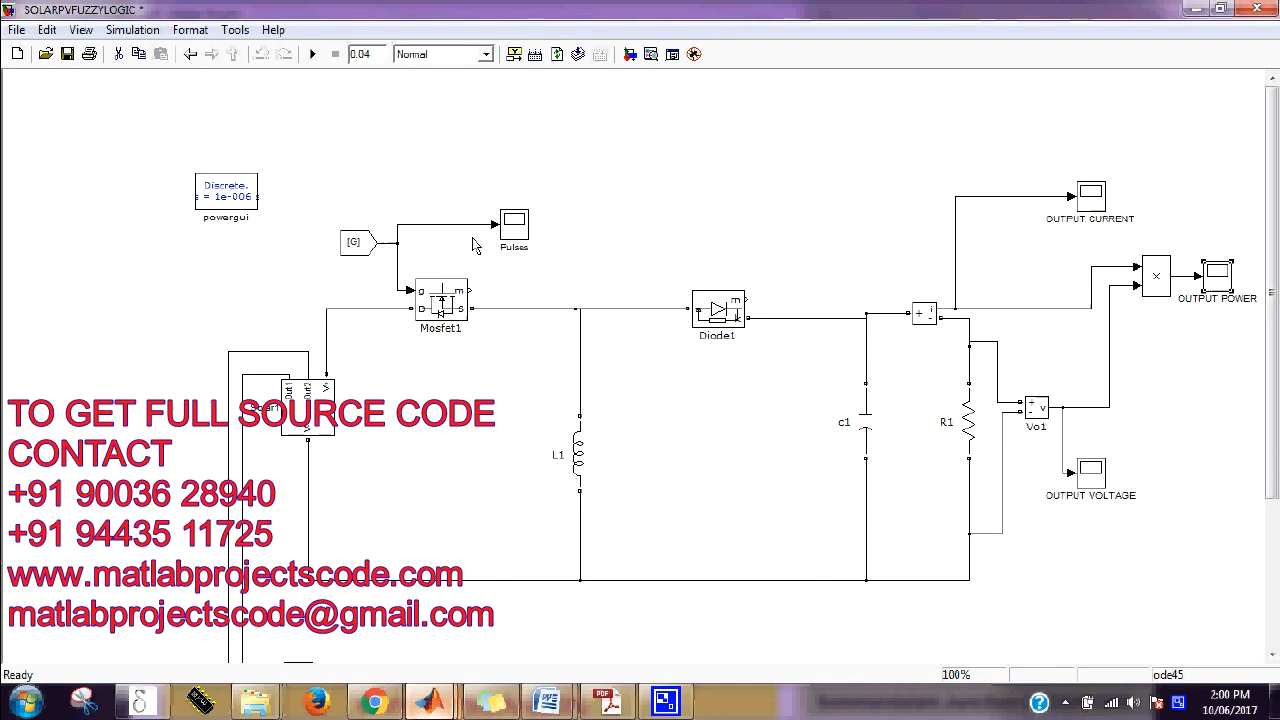 SOLARPVFUZZYLOGIC *
File Edit View Simulation Format Tools Help
0.04 Normal
Discrete,
= 1e-006
powergui
[G]
Pulses
OUTPUT CURRENT
OUTPUT POWER
Mosfet1
Diode1
Out1 Out2 V+
c1
R1
Vo1
L1
OUTPUT VOLTAGE
TO GET FULL SOURCE CODE
CONTACT
+91 90036 28940
+91 94435 11725
www.matlabprojectscode.com
matlabprojectscode@gmail.com
Ready 100% ode45
2:00 PM
10/06/2017